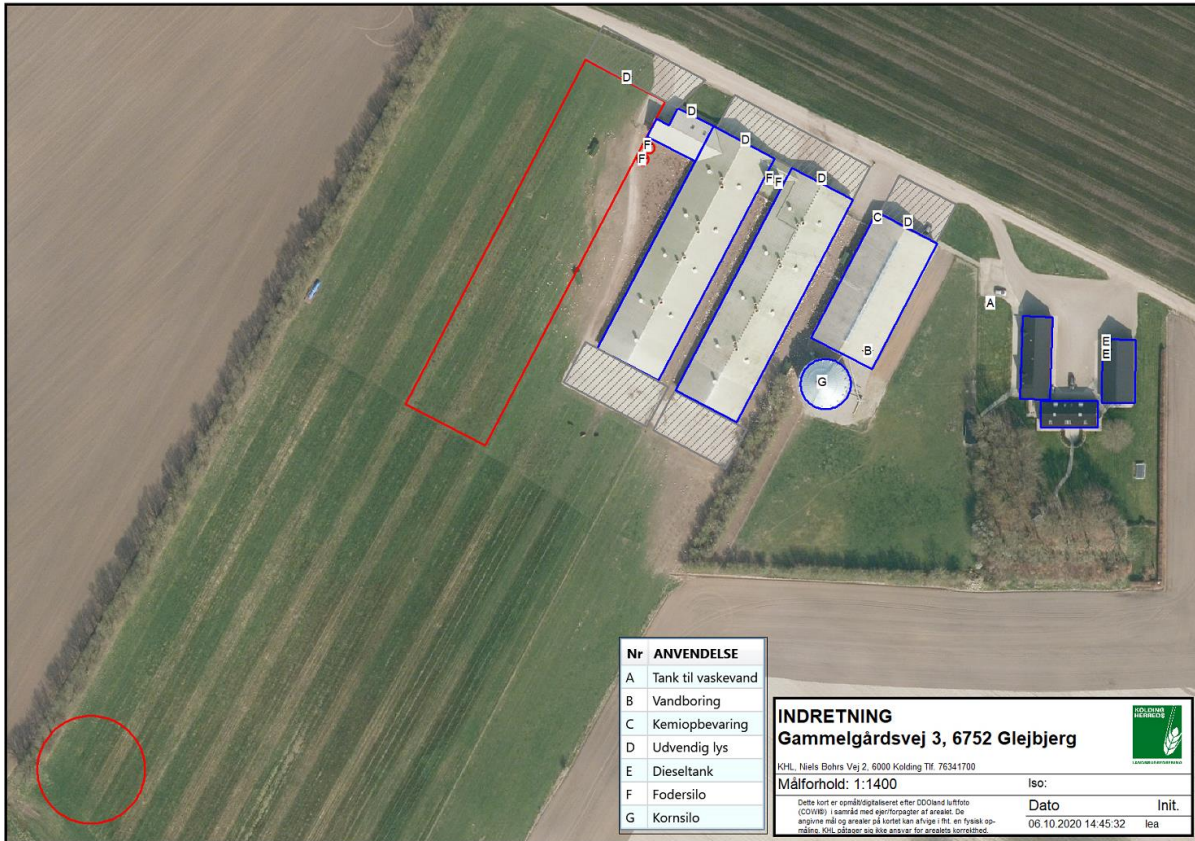 D
D
D
F
F
F F
D
C
D
A
E
E
B
G
Nr ANVENDELSE
A Tank til vaskevand
B Vandboring
C Kemiopbevaring
D Udvendig lys
E Dieseltank
F Fodersilo
G Kornsilo
INDRETNING
Gammelgårdsvej 3, 6752 Glejbjerg
KOLDING
HERREDS
LANDBRUGSFORENING
KHL, Niels Bohrs Vej 2, 6000 Kolding Tlf. 76341700
Målforhold: 1:1400
Iso:
Dette kort er opmålt/digitaliseret efter DDOland luftfoto
(COWI®) i samråd med ejer/forpagter af arealet. De
angivne mål og arealer på kortet kan afvige i fht. en fysisk op-
måling. KHL påtager sig ikke ansvar for arealets korrekthed.
Dato
Init.
06.10.2020 14:45:32
lea